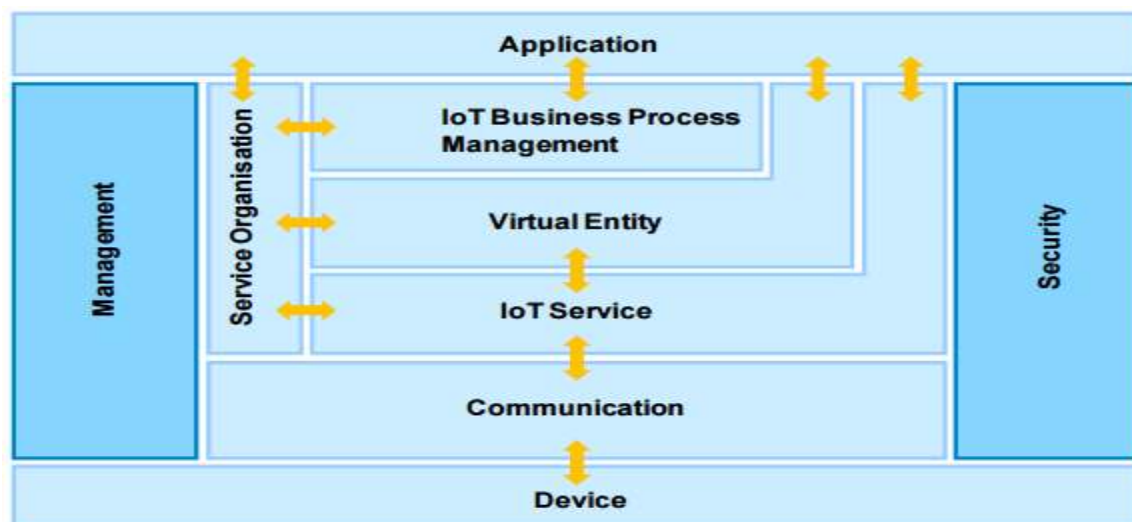 Application
Management
Service Organisation
IoT Business Process
Management
Virtual Entity
IoT Service
Communication
Security
Device